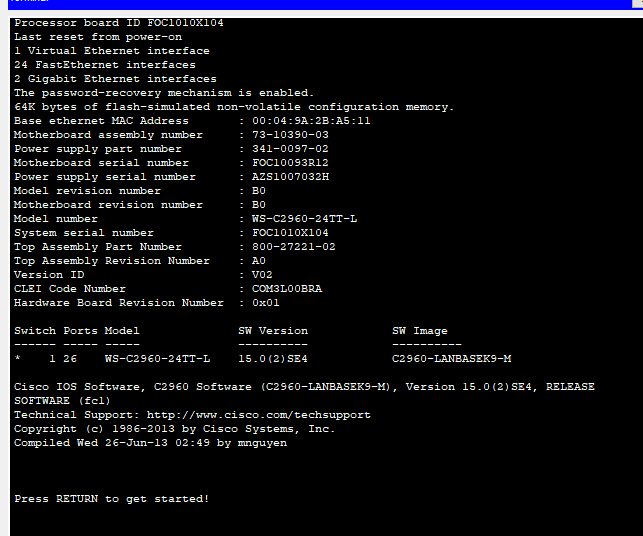 Processor board ID FOC1010X104
Last reset from power-on
1 Virtual Ethernet interface
24 FastEthernet interfaces
2 Gigabit Ethernet interfaces
The password-recovery mechanism is enabled.
64K bytes of flash-simulated non-volatile configuration memory.
Base ethernet MAC Address       : 00:04:9A:2B:A5:11
Motherboard assembly number     : 73-10390-03
Power supply part number        : 341-0097-02
Motherboard serial number       : FOC10093R12
Power supply serial number      : AZS1007032H
Model revision number           : B0
Motherboard revision number     : B0
Model number                    : WS-C2960-24TT-L
System serial number            : FOC1010X104
Top Assembly Part Number        : 800-27221-02
Top Assembly Revision Number    : A0
Version ID                      : V02
CLEI Code Number                : COM3L00BRA
Hardware Board Revision Number  : 0x01
Switch Ports Model              SW Version            SW Image
------ ----- -----              ----------            ----------
*    1 26    WS-C2960-24TT-L    15.0(2)SE4            C2960-LANBASEK9-M
Cisco IOS Software, C2960 Software (C2960-LANBASEK9-M), Version 15.0(2)SE4, RELEASE
SOFTWARE (fc1)
Technical Support: http://www.cisco.com/techsupport
Copyright (c) 1986-2013 by Cisco Systems, Inc.
Compiled Wed 26-Jun-13 02:49 by mnguyen
Press RETURN to get started!